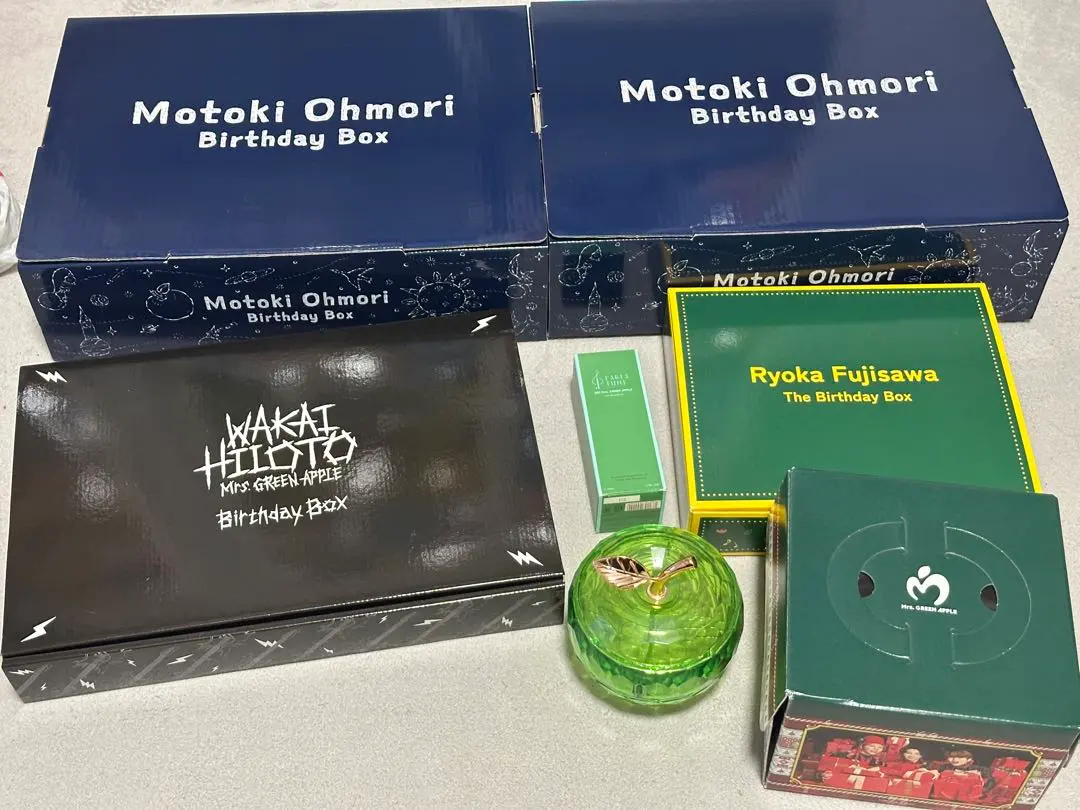 Motoki Ohmori
Birthday Box
Motoki Ohmori
Birthday Box
Motoki Ohmori
Birthday Box
Motoki Ohmori
WAKAI
HIIOTO
Mrs. GREEN APPLE
Birthday Box
Ryoka Fujisawa
The Birthday Box
Mrs. GREEN APPLE